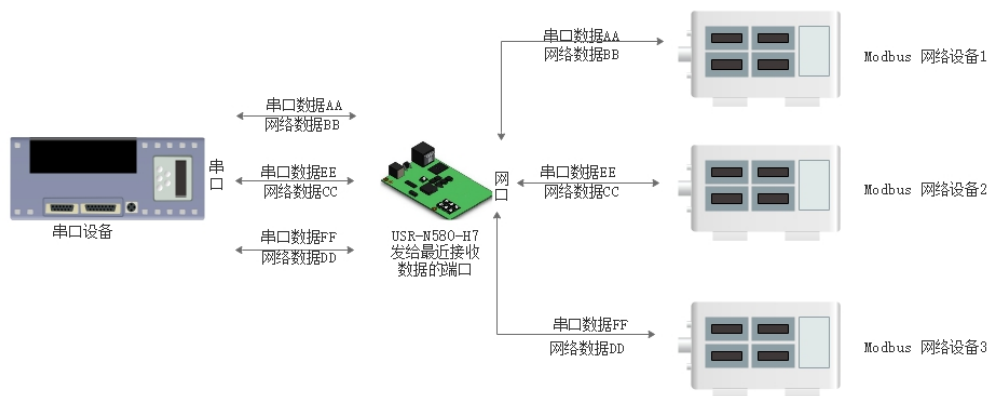 串口数据AA
网络数据BB
串口数据EE
网络数据CC
串口数据FF
网络数据DD
串口
串口设备
USR-N580-H7
发给最近接收
数据的端口
网口
串口数据AA
网络数据BB
Modbus 网络设备1
串口数据EE
网络数据CC
Modbus 网络设备2
串口数据FF
网络数据DD
Modbus 网络设备3